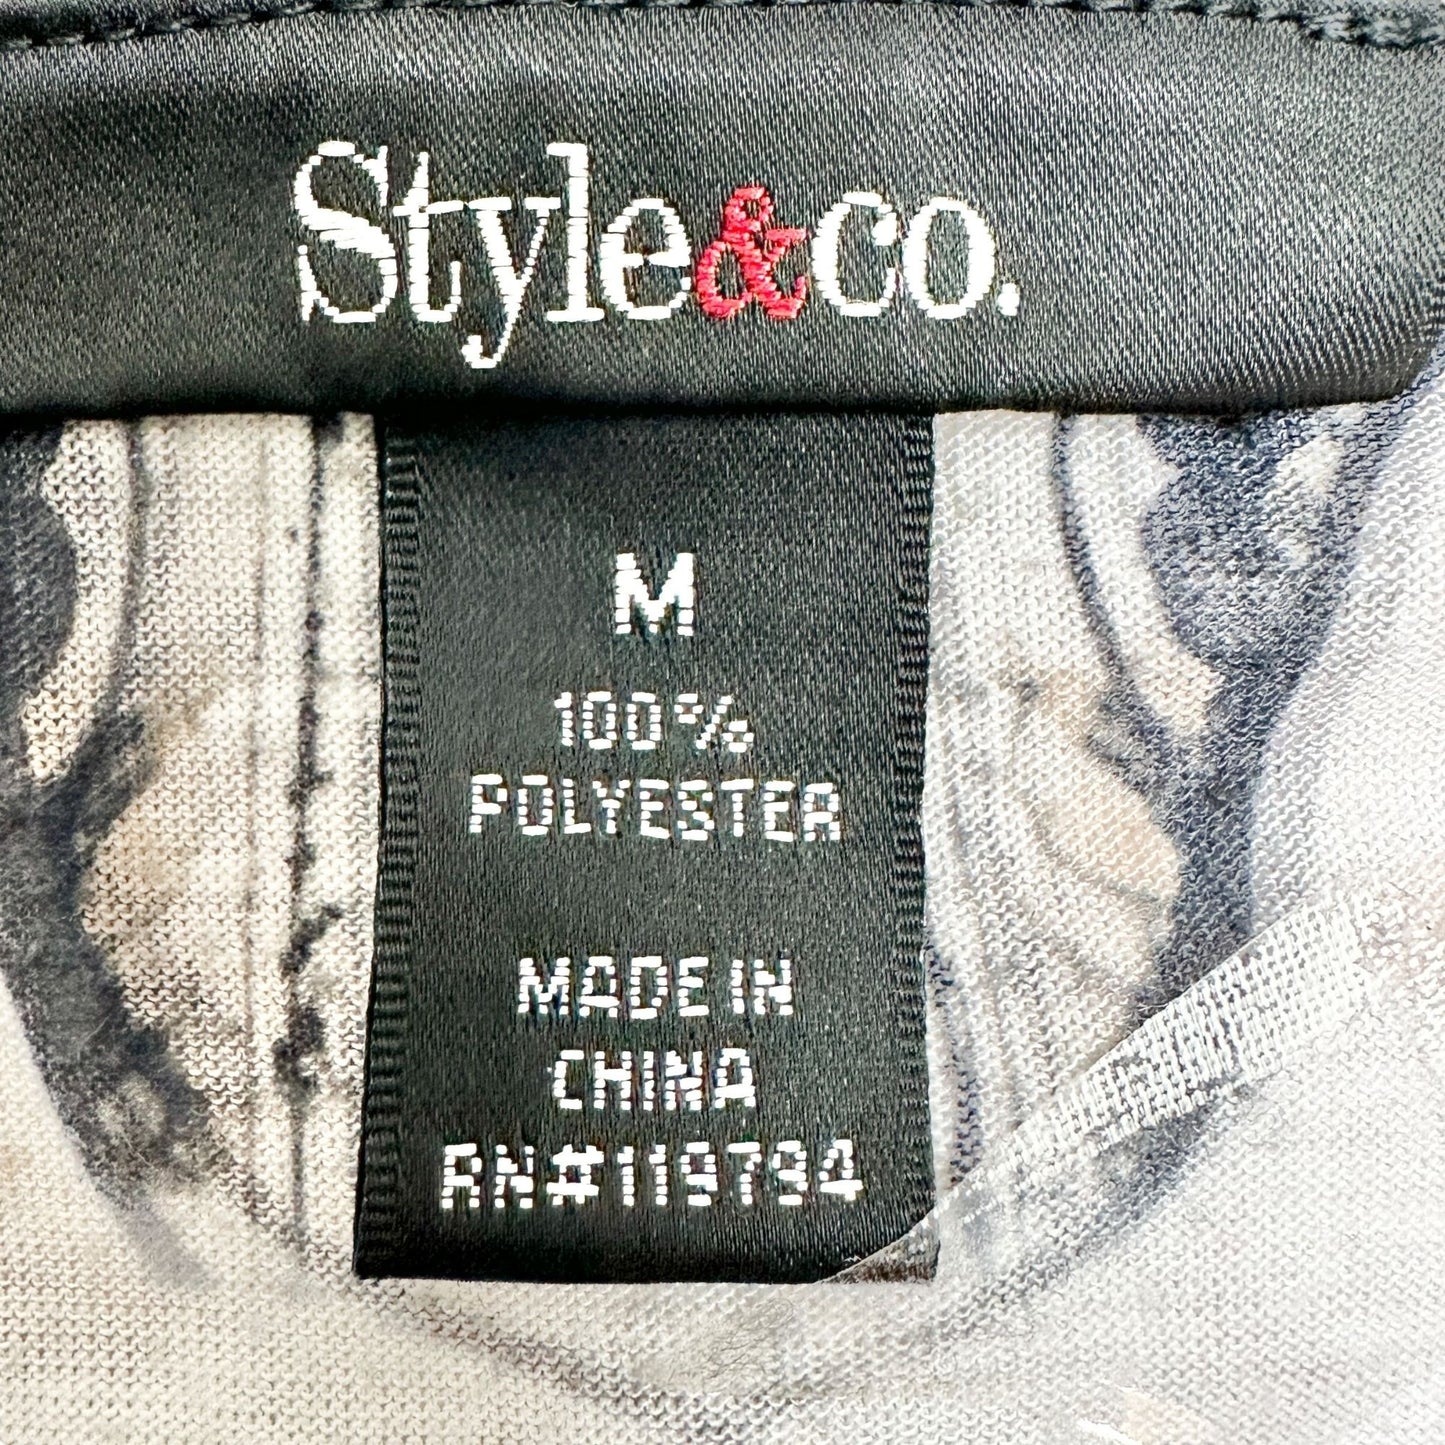 Style&co.
M
100%
POLYESTER
MADE IN
CHINA
RN#119794